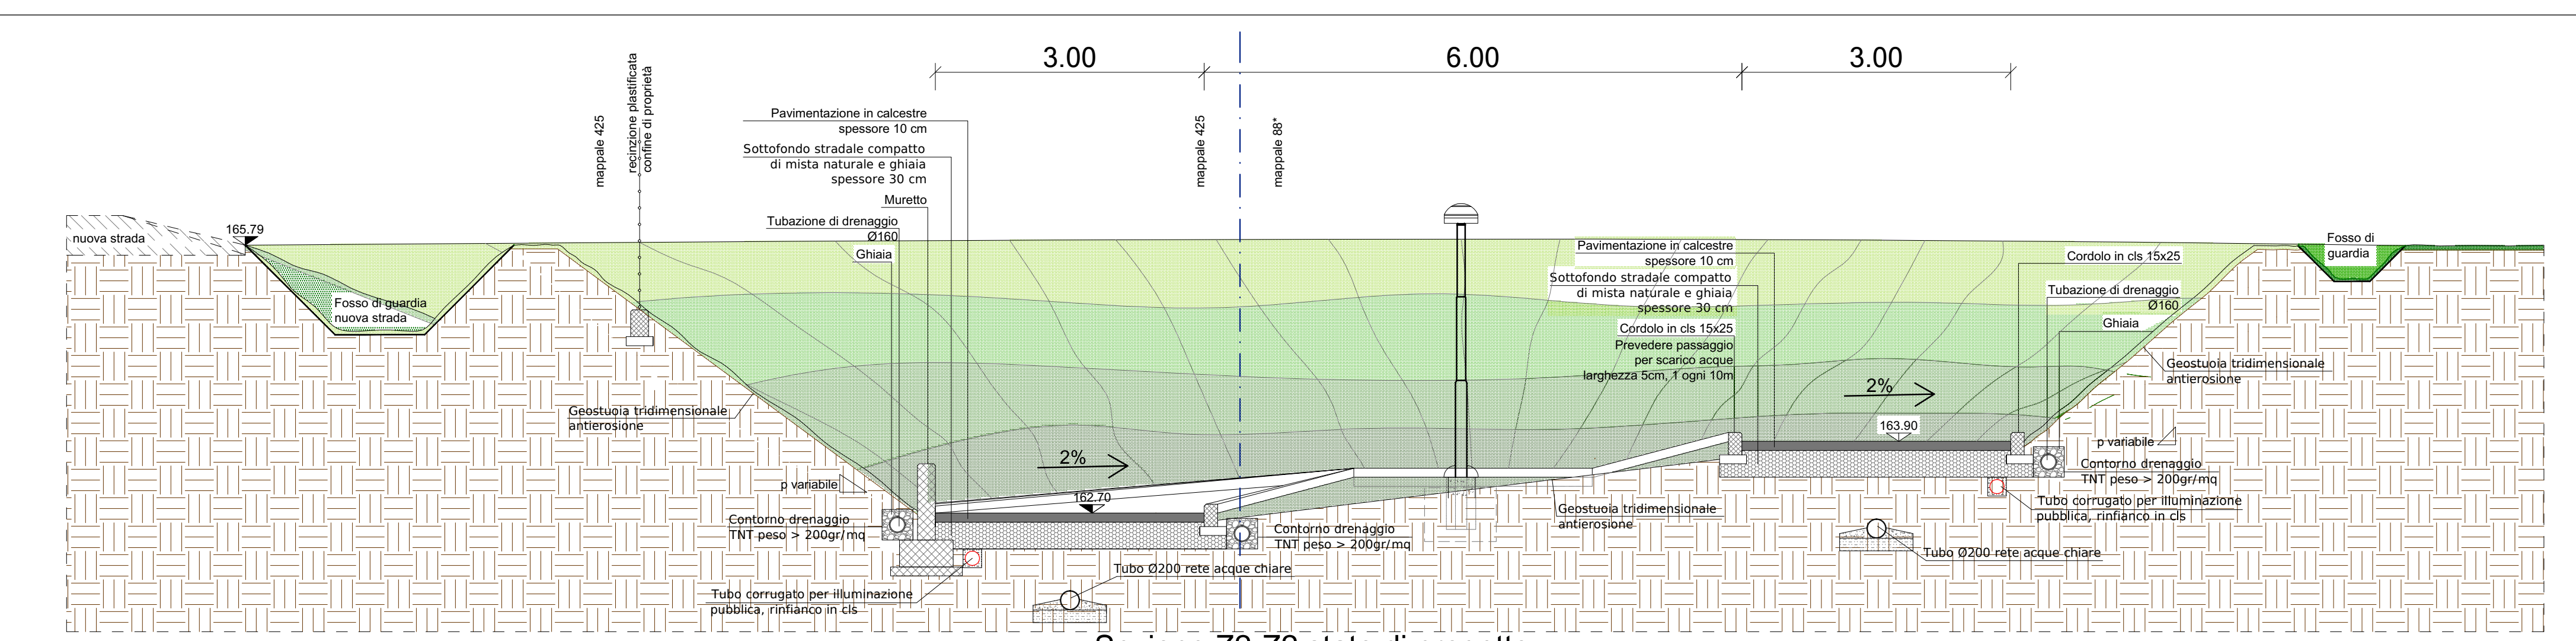 3.00
6.00
3.00
mappale 425
recinzione plastificata
confine di proprietà
Pavimentazione in calcestre
spessore 10 cm
Sottofondo stradale compatto
di mista naturale e ghiaia
spessore 30 cm
Muretto
Tubazione di drenaggio
Ø160
Ghiaia
mappale 425
mappale 88*
nuova strada
165.79
Fosso di guardia
nuova strada
Pavimentazione in calcestre
spessore 10 cm
Sottofondo stradale compatto
di mista naturale e ghiaia
spessore 30 cm
Cordolo in cls 15x25
Prevedere passaggio
per scarico acque
larghezza 5cm, 1 ogni 10m
Cordolo in cls 15x25
Tubazione di drenaggio
Ø160
Ghiaia
Fosso di
guardia
Geostuoia tridimensionale
antierosione
Geostuoia tridimensionale
antierosione
2%
163.90
2%
162.70
p variabile
p variabile
Contorno drenaggio
TNT peso > 200gr/mq
Contorno drenaggio
TNT peso > 200gr/mq
Geostuoia tridimensionale
antierosione
Contorno drenaggio
TNT peso > 200gr/mq
Tubo corrugato per illuminazione
pubblica, rinfianco in cls
Tubo Ø200 rete acque chiare
Tubo Ø200 rete acque chiare
Tubo corrugato per illuminazione
pubblica, rinfianco in cls